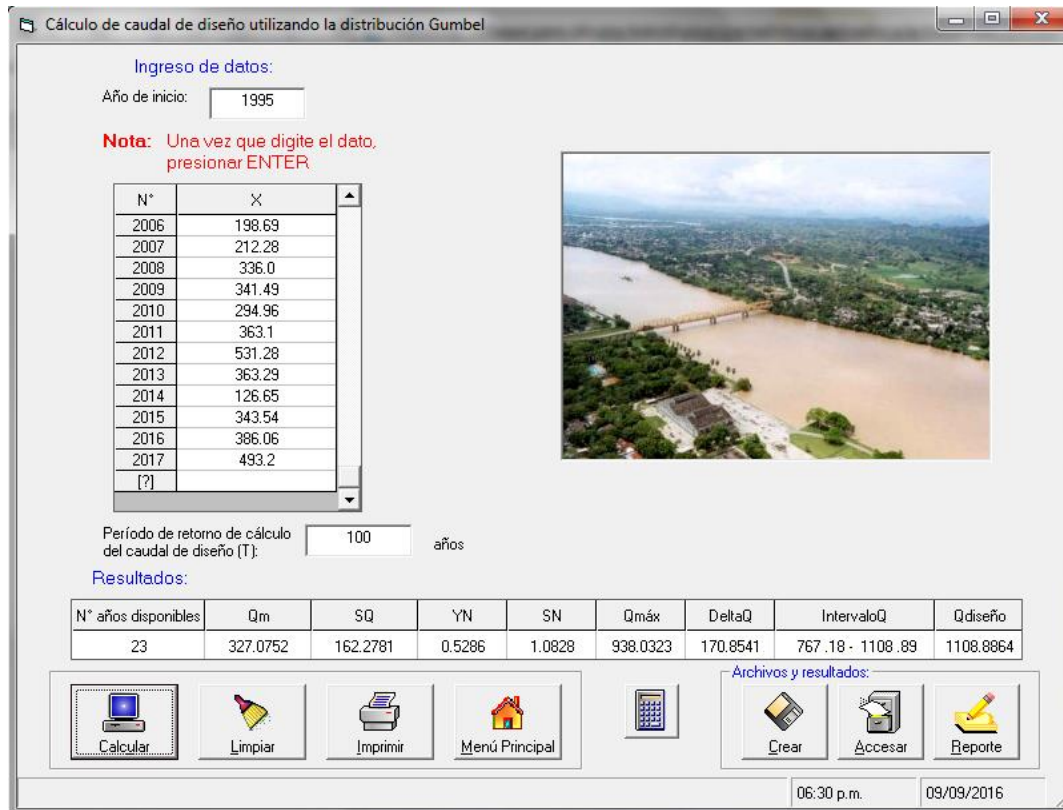 Cálculo de caudal de diseño utilizando la distribución Gumbel
Ingreso de datos:
Año de inicio: 1995
Nota: Una vez que digite el dato,
presionar ENTER
N° X
2006 198.69
2007 212.28
2008 336.0
2009 341.49
2010 294.96
2011 363.1
2012 531.28
2013 363.29
2014 126.65
2015 343.54
2016 386.06
2017 493.2
[?]
Período de retorno de cálculo
del caudal de diseño (T): 100 años
Resultados:
N° años disponibles Qm SQ YN SN Qmáx DeltaQ IntervaloQ Qdiseño
23 327.0752 162.2781 0.5286 1.0828 938.0323 170.8541 767 .18 - 1108 .89 1108.8864
Archivos y resultados:
Calcular Limpiar Imprimir Menú Principal Crear Accesar Reporte
06:30 p.m. 09/09/2016